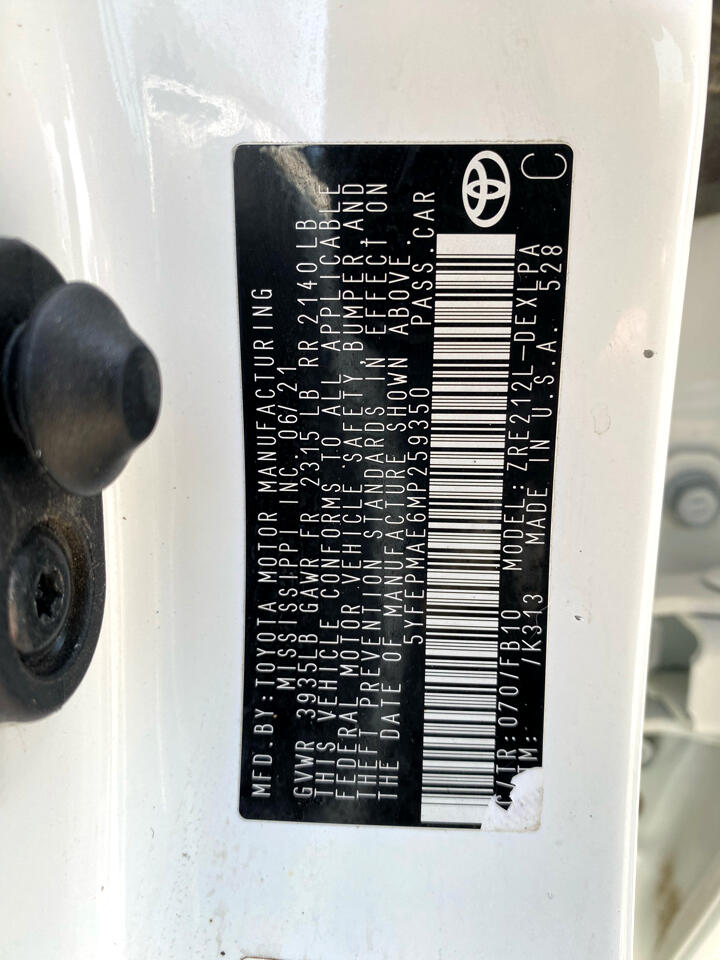 MFD.BY:TOYOTA MOTOR MANUFACTURING
MISSISSIPPI INC. 06/21
GVWR 3935LB GAWR FR 2315 LB RR 2140LB
THIS VEHICLE CONFORMS TO ALL APPLICABLE
FEDERAL MOTOR VEHICLE SAFETY, BUMPER, AND
THEFT PREVENTION STANDARDS IN EFFECT ON
THE DATE OF MANUFACTURE SHOWN ABOVE.
5YFEPMAE6MP259350 PASS.CAR
C/TR:070/FB10 MODEL:ZRE212L-DEXLPA
TM: /K313 MADE IN U.S.A. 528
C